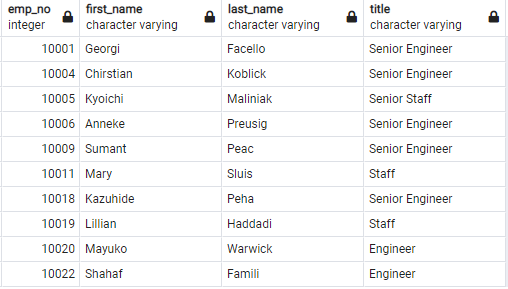 emp_no first_name last_name title
integer character varying character varying character varying
10001 Georgi Facello Senior Engineer
10004 Chirstian Koblick Senior Engineer
10005 Kyoichi Maliniak Senior Staff
10006 Anneke Preusig Senior Engineer
10009 Sumant Peac Senior Engineer
10011 Mary Sluis Staff
10018 Kazuhide Peha Senior Engineer
10019 Lillian Haddadi Staff
10020 Mayuko Warwick Engineer
10022 Shahaf Famili Engineer